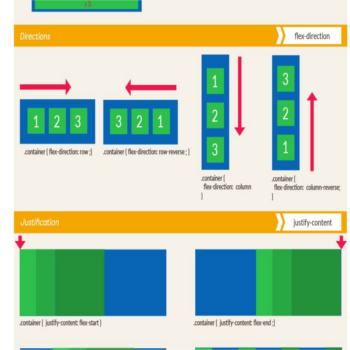 Directions
flex-direction
1 2 3
3 2 1
1
2
3
3
2
1
.container { flex-direction: row ;}
.container { flex-direction: row-reverse ; }
.container {
flex-direction: column
}
.container {
flex-direction: column-reverse;
}
Justification
justify-content
.container { justify-content: flex-start }
.container { justify-content: flex-end ;}